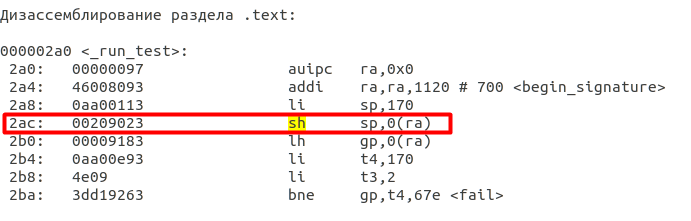 Дизассемблирование раздела .text:
000002a0 <_run_test>:
2a0: 00000097 auipc ra,0x0
2a4: 46008093 addi ra,ra,1120 # 700 <begin_signature>
2a8: 0aa00113 li sp,170
2ac: 00209023 sh sp,0(ra)
2b0: 00009183 lh gp,0(ra)
2b4: 0aa00e93 li t4,170
2b8: 4e09 li t3,2
2ba: 3dd19263 bne gp,t4,67e <fail>